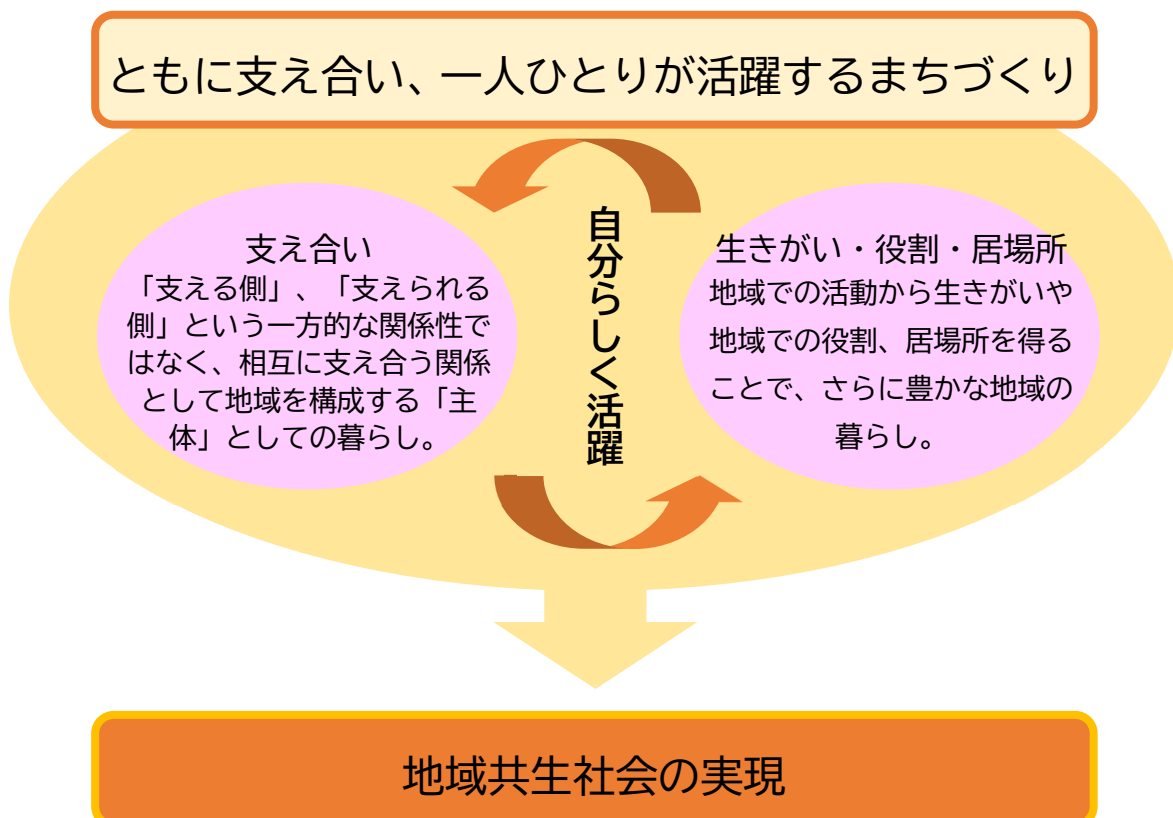 ともに支え合い、一人ひとりが活躍するまちづくり
支え合い
「支える側」、「支えられる
側」という一方的な関係性で
はなく、相互に支え合う関係
として地域を構成する「主
体」としての暮らし。
自分らしく活躍
生きがい・役割・居場所
地域での活動から生きがいや
地域での役割、居場所を得る
ことで、さらに豊かな地域の
暮らし。
地域共生社会の実現